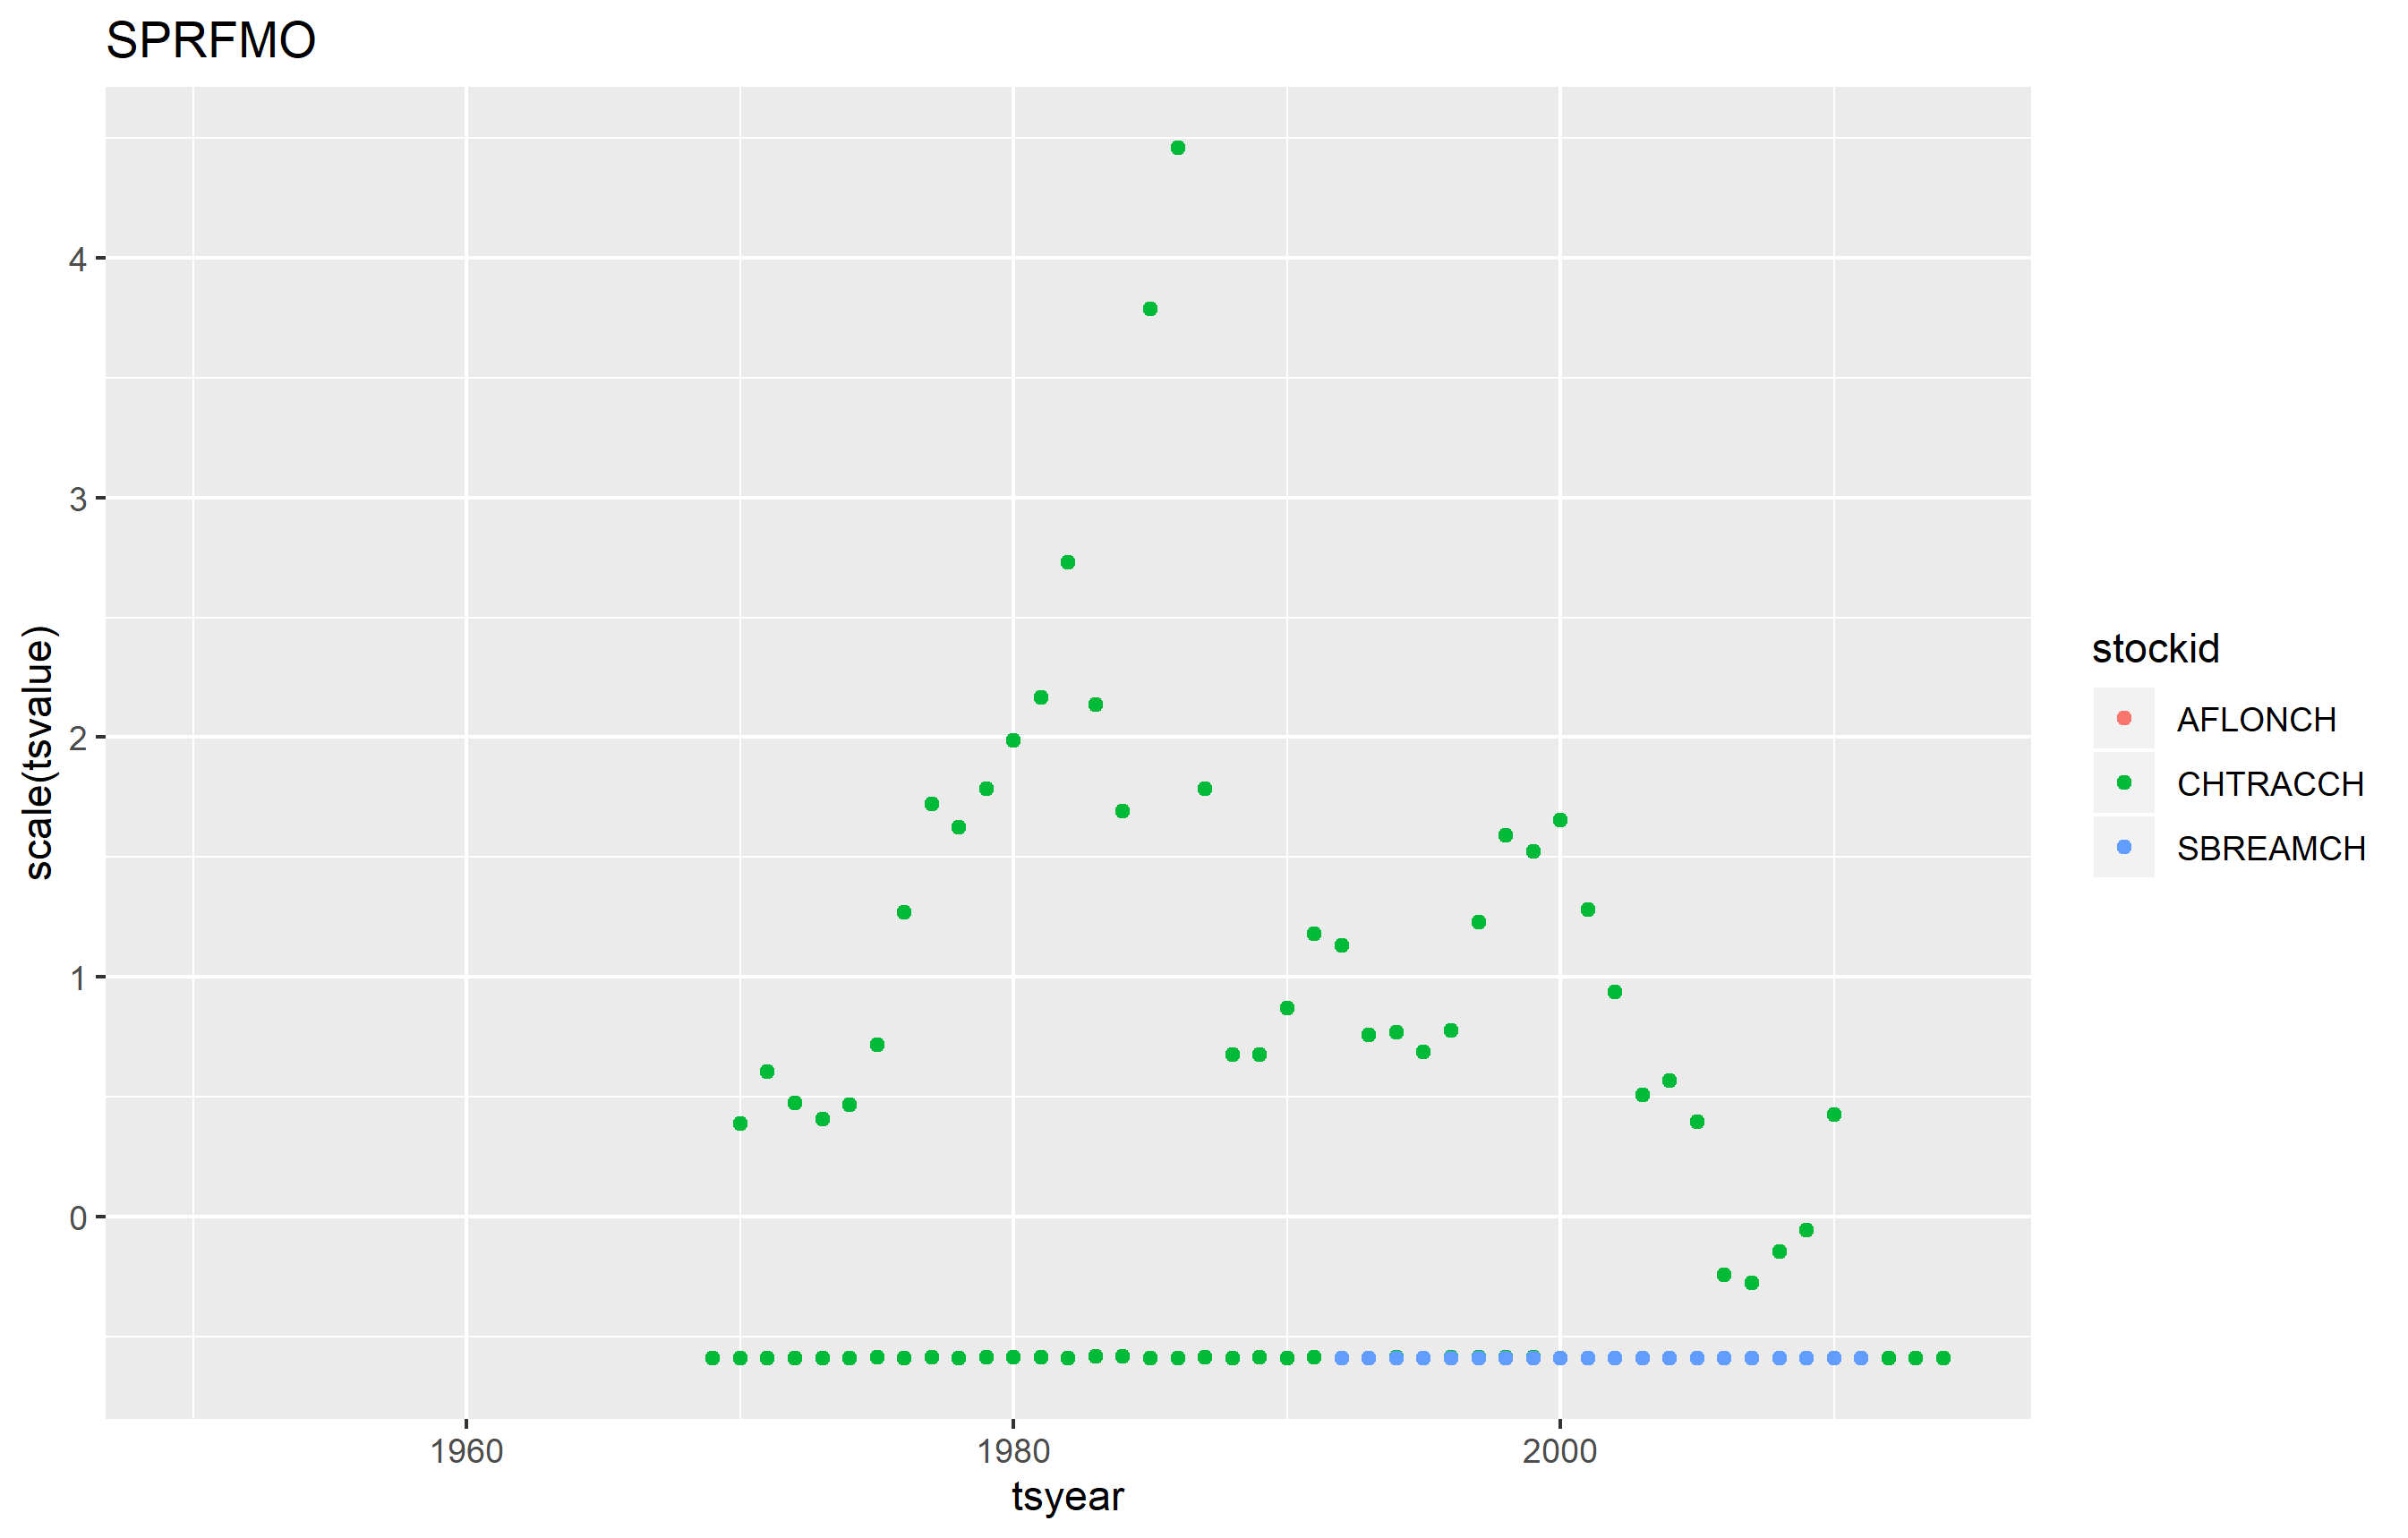 SPRFMO
4
3
2
1
0
scale(tsvalue)
1960 1980 2000
tsyear
stockid
AFLONCH
CHTRACCH
SBREAMCH